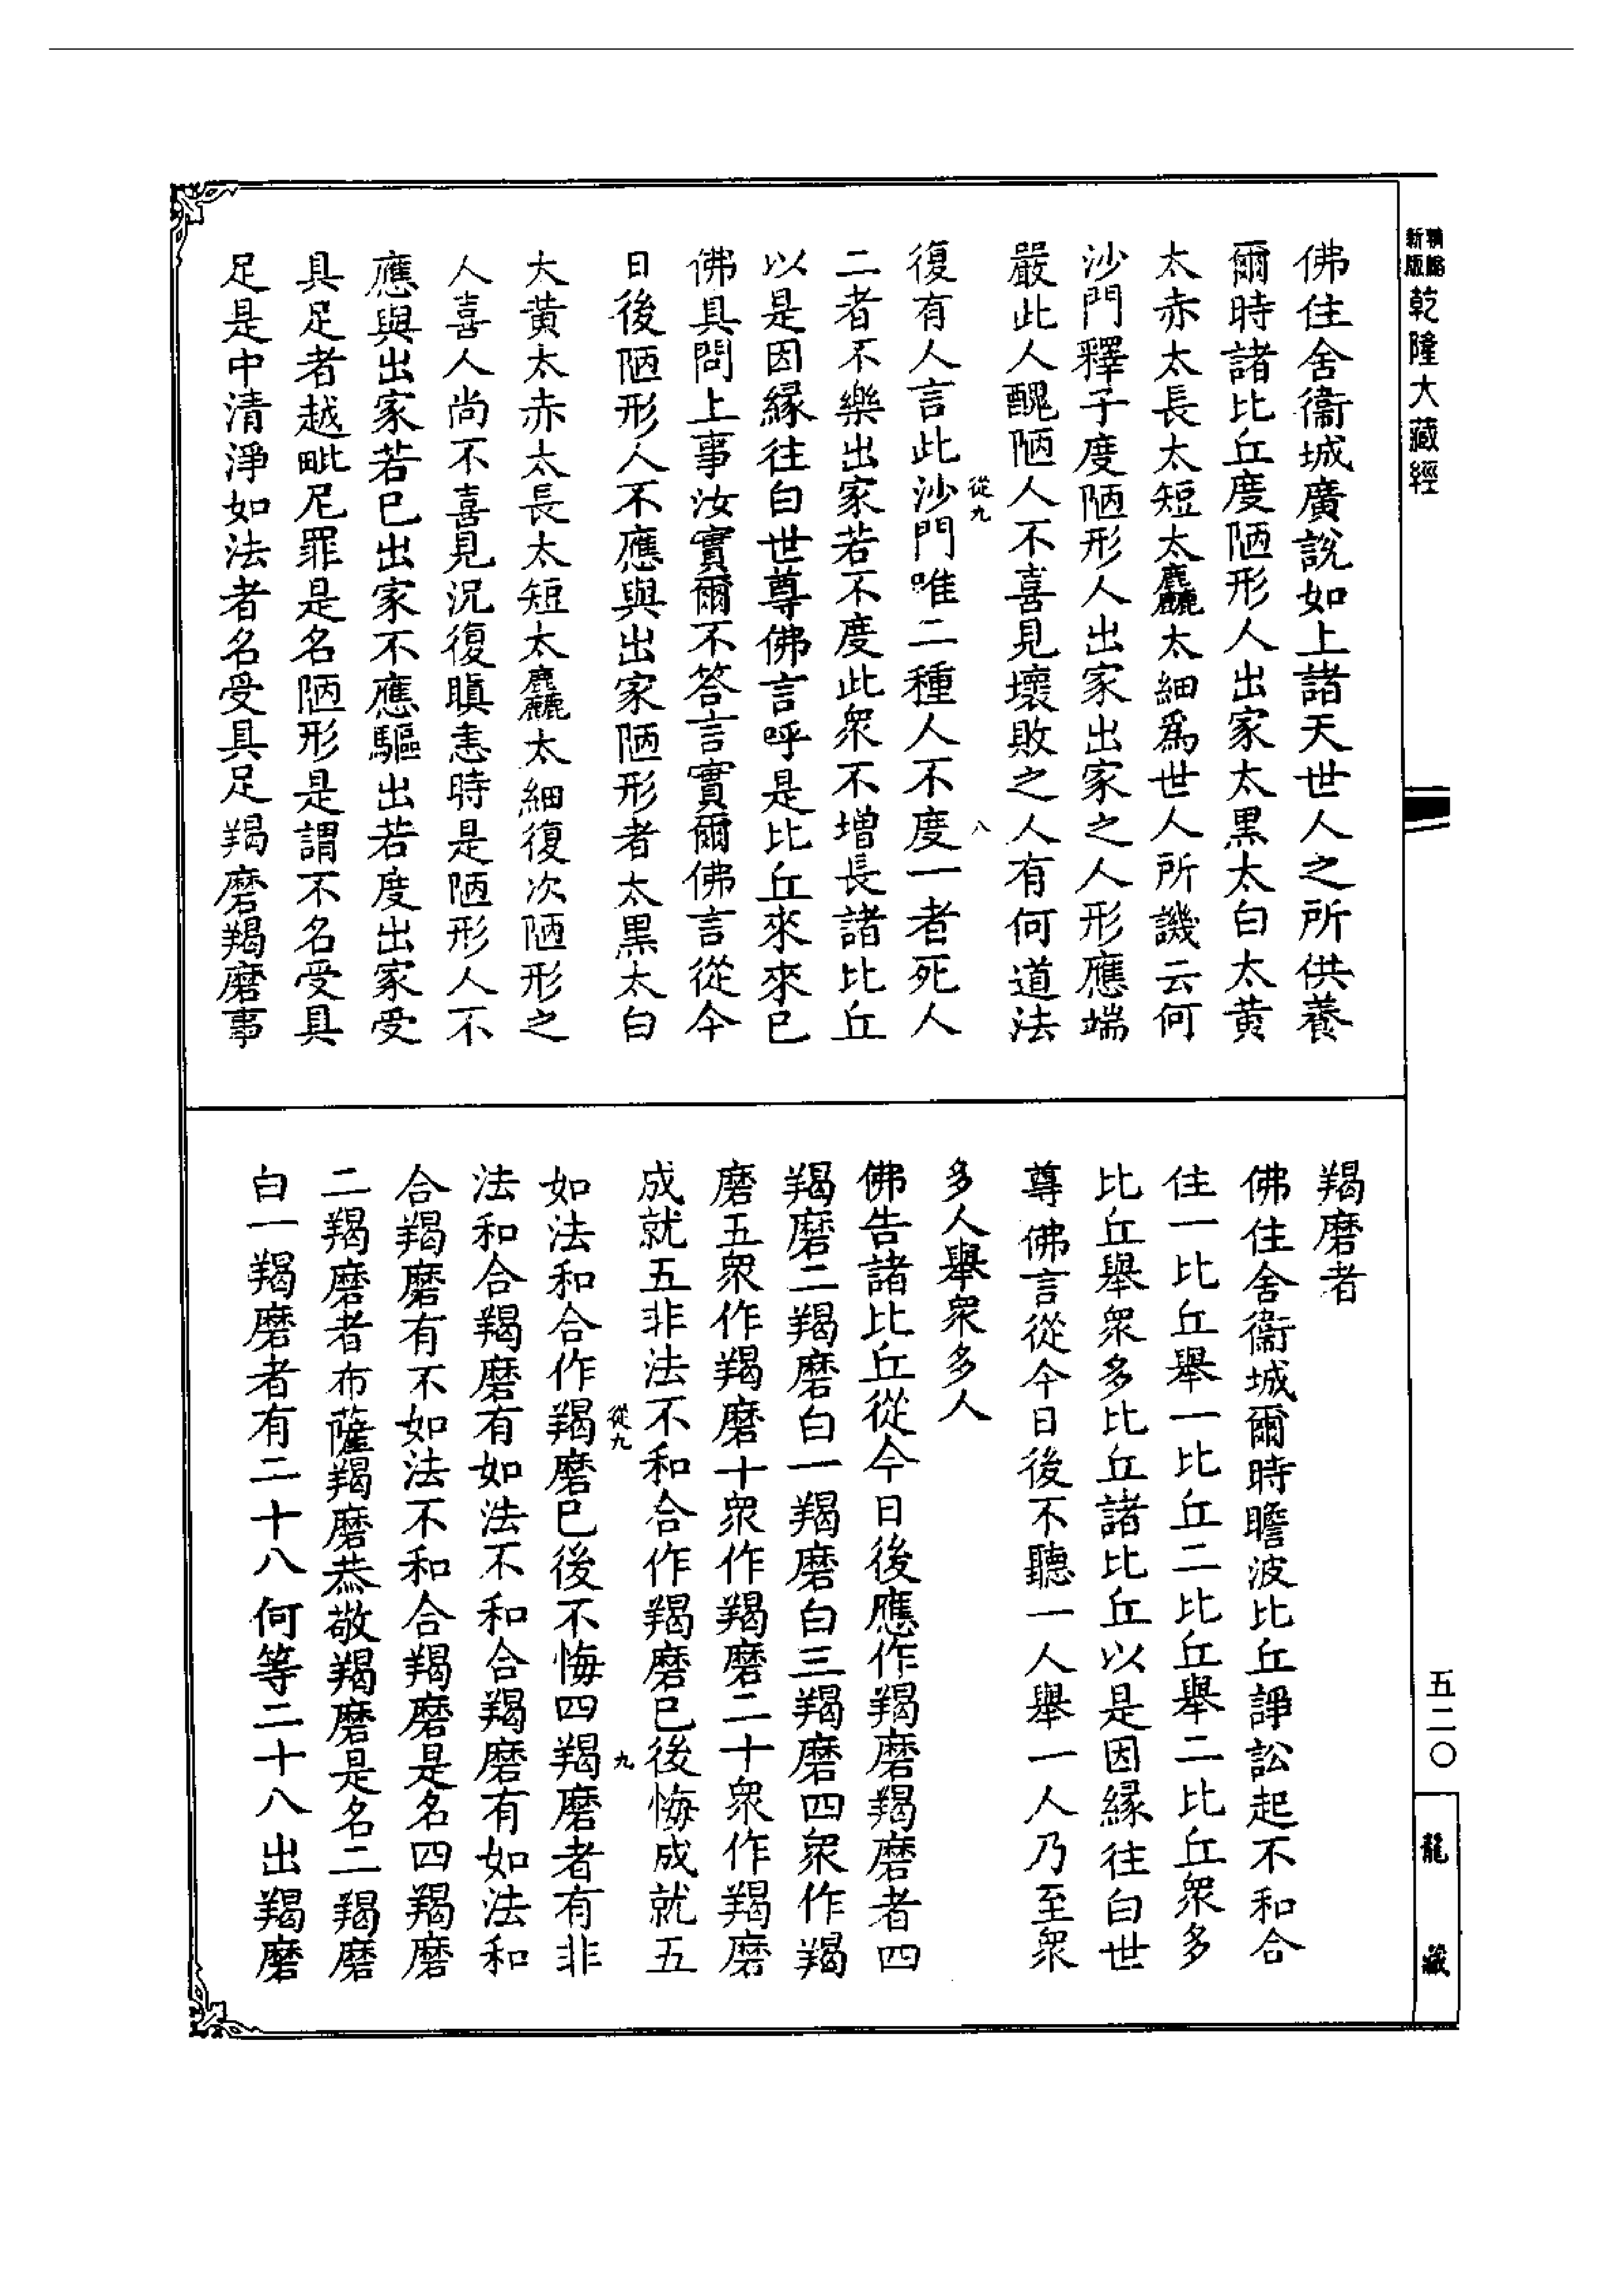 新版
精縮
乾隆大藏經
佛住舍衞城廣說如上諸天世人之所供養
爾時諸比丘度陋形人出家太黑太白太黄
太赤太長太短太麤太細爲世人所譏云何
沙門釋子度陋形人出家出家之人形應端
嚴此人醜陋人不喜見壞敗之人有何道法
從九
八
復有人言此沙門唯二種人不度一者死人
二者不樂出家若不度此衆不增長諸比丘
以是因緣往白世尊佛言呼是比丘來來已
佛具問上事汝實爾不答言實爾佛言從今
日後陋形人不應與出家陋形者太黑太白
太黄太赤太長太短太麤太細復次陋形之
人喜人尚不喜見況復瞋恚時是陋形人不
應與出家若已出家不應驅出若度出家受
具足者越毗尼罪是名陋形是謂不名受具
足是中清淨如法者名受具足羯磨羯磨事
羯磨者
佛住舍衞城爾時瞻波比丘諍訟起不和合
住一比丘舉一比丘二比丘舉二比丘衆多
比丘舉衆多比丘諸比丘以是因緣往白世
尊佛言從今日後不聽一人舉一人乃至衆
多人舉衆多人
佛告諸比丘從今日後應作羯磨羯磨者四
羯磨二羯磨白一羯磨白三羯磨四衆作羯
磨五衆作羯磨十衆作羯磨二十衆作羯磨
成就五非法不和合作羯磨已後悔成就五
從九
九
如法和合作羯磨已後不悔四羯磨者有非
法和合羯磨有如法不和合羯磨有如法和
合羯磨有不如法不和合羯磨是名四羯磨
二羯磨者布薩羯磨恭敬羯磨是名二羯磨
白一羯磨者有二十八何等二十八出羯磨
五二〇
龍藏